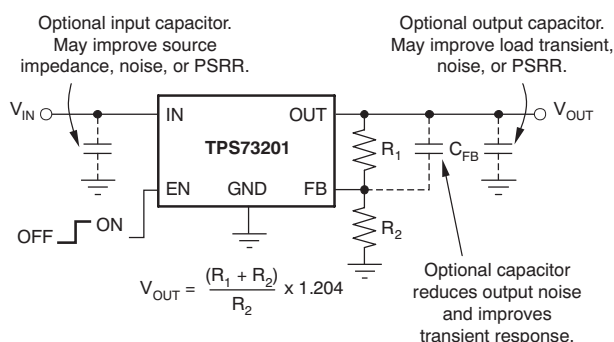 Optional input capacitor.
May improve source
impedance, noise, or PSRR.
Optional output capacitor.
May improve load transient,
noise, or PSRR.
V_IN
IN
OUT
V_OUT
TPS73201
R_1
C_FB
EN
GND
FB
OFF
ON
R_2
V_OUT = (R_1 + R_2) / R_2 x 1.204
Optional capacitor
reduces output noise
and improves
transient response.